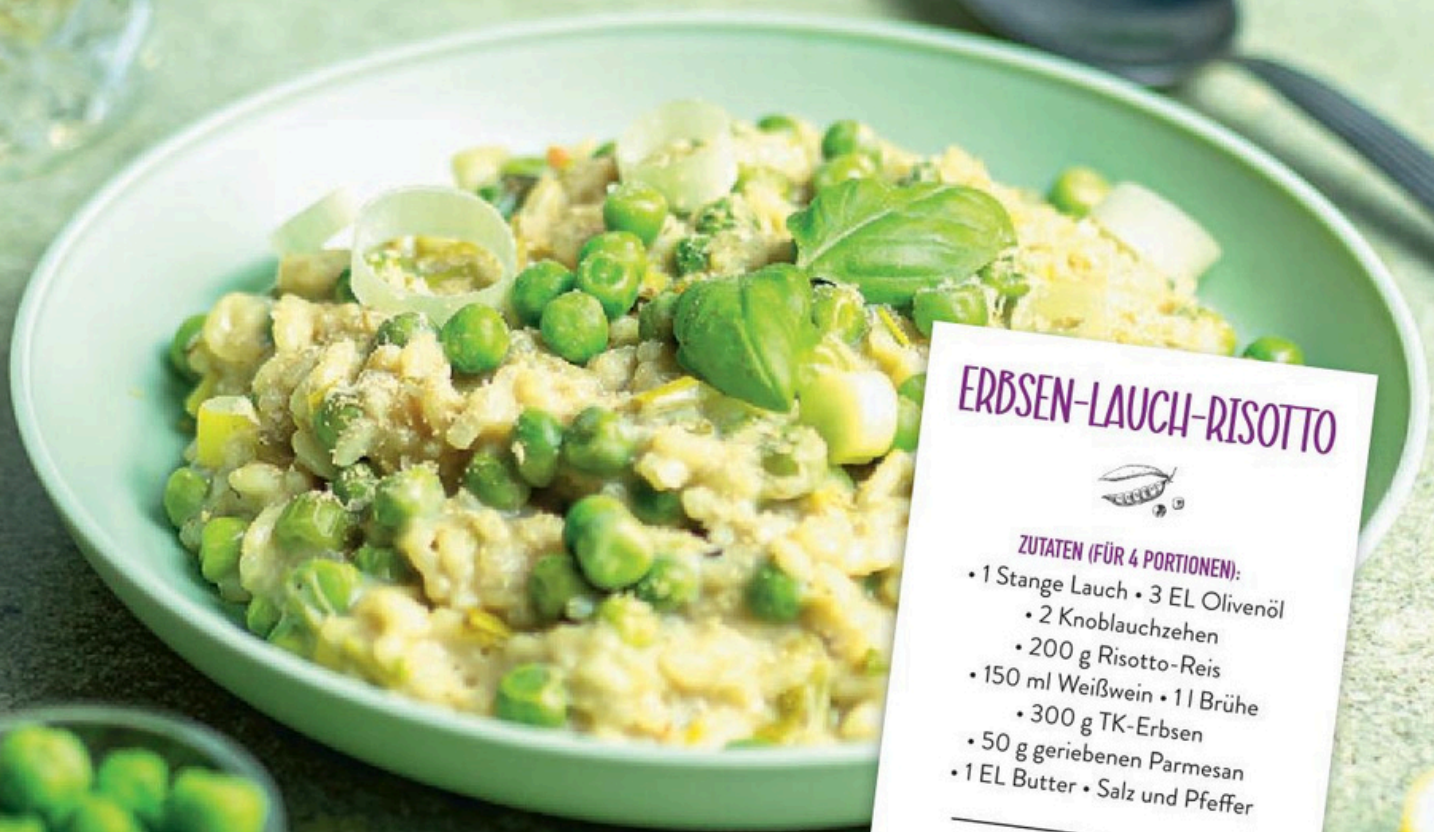 ERBSEN-LAUCH-RISOTTO
ZUTATEN (FÜR 4 PORTIONEN):
• 1 Stange Lauch • 3 EL Olivenöl
• 2 Knoblauchzehen
• 200 g Risotto-Reis
• 150 ml Weißwein • 1 l Brühe
• 300 g TK-Erbsen
• 50 g geriebenen Parmesan
• 1 EL Butter • Salz und Pfeffer